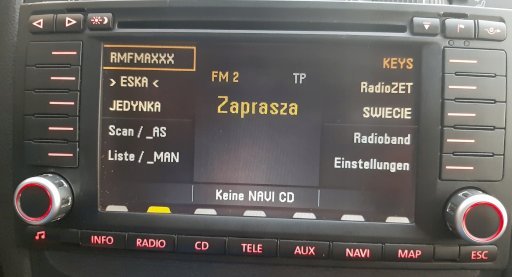 RMFMAXXX
> ESKA <
JEDYNKA
Scan / _AS
Liste / _MAN
FM 2
TP
Zaprasza
KEYS
RadioZET
SWIECIE
Radioband
Einstellungen
Keine NAVI CD
INFO RADIO CD TELE AUX NAVI MAP ESC